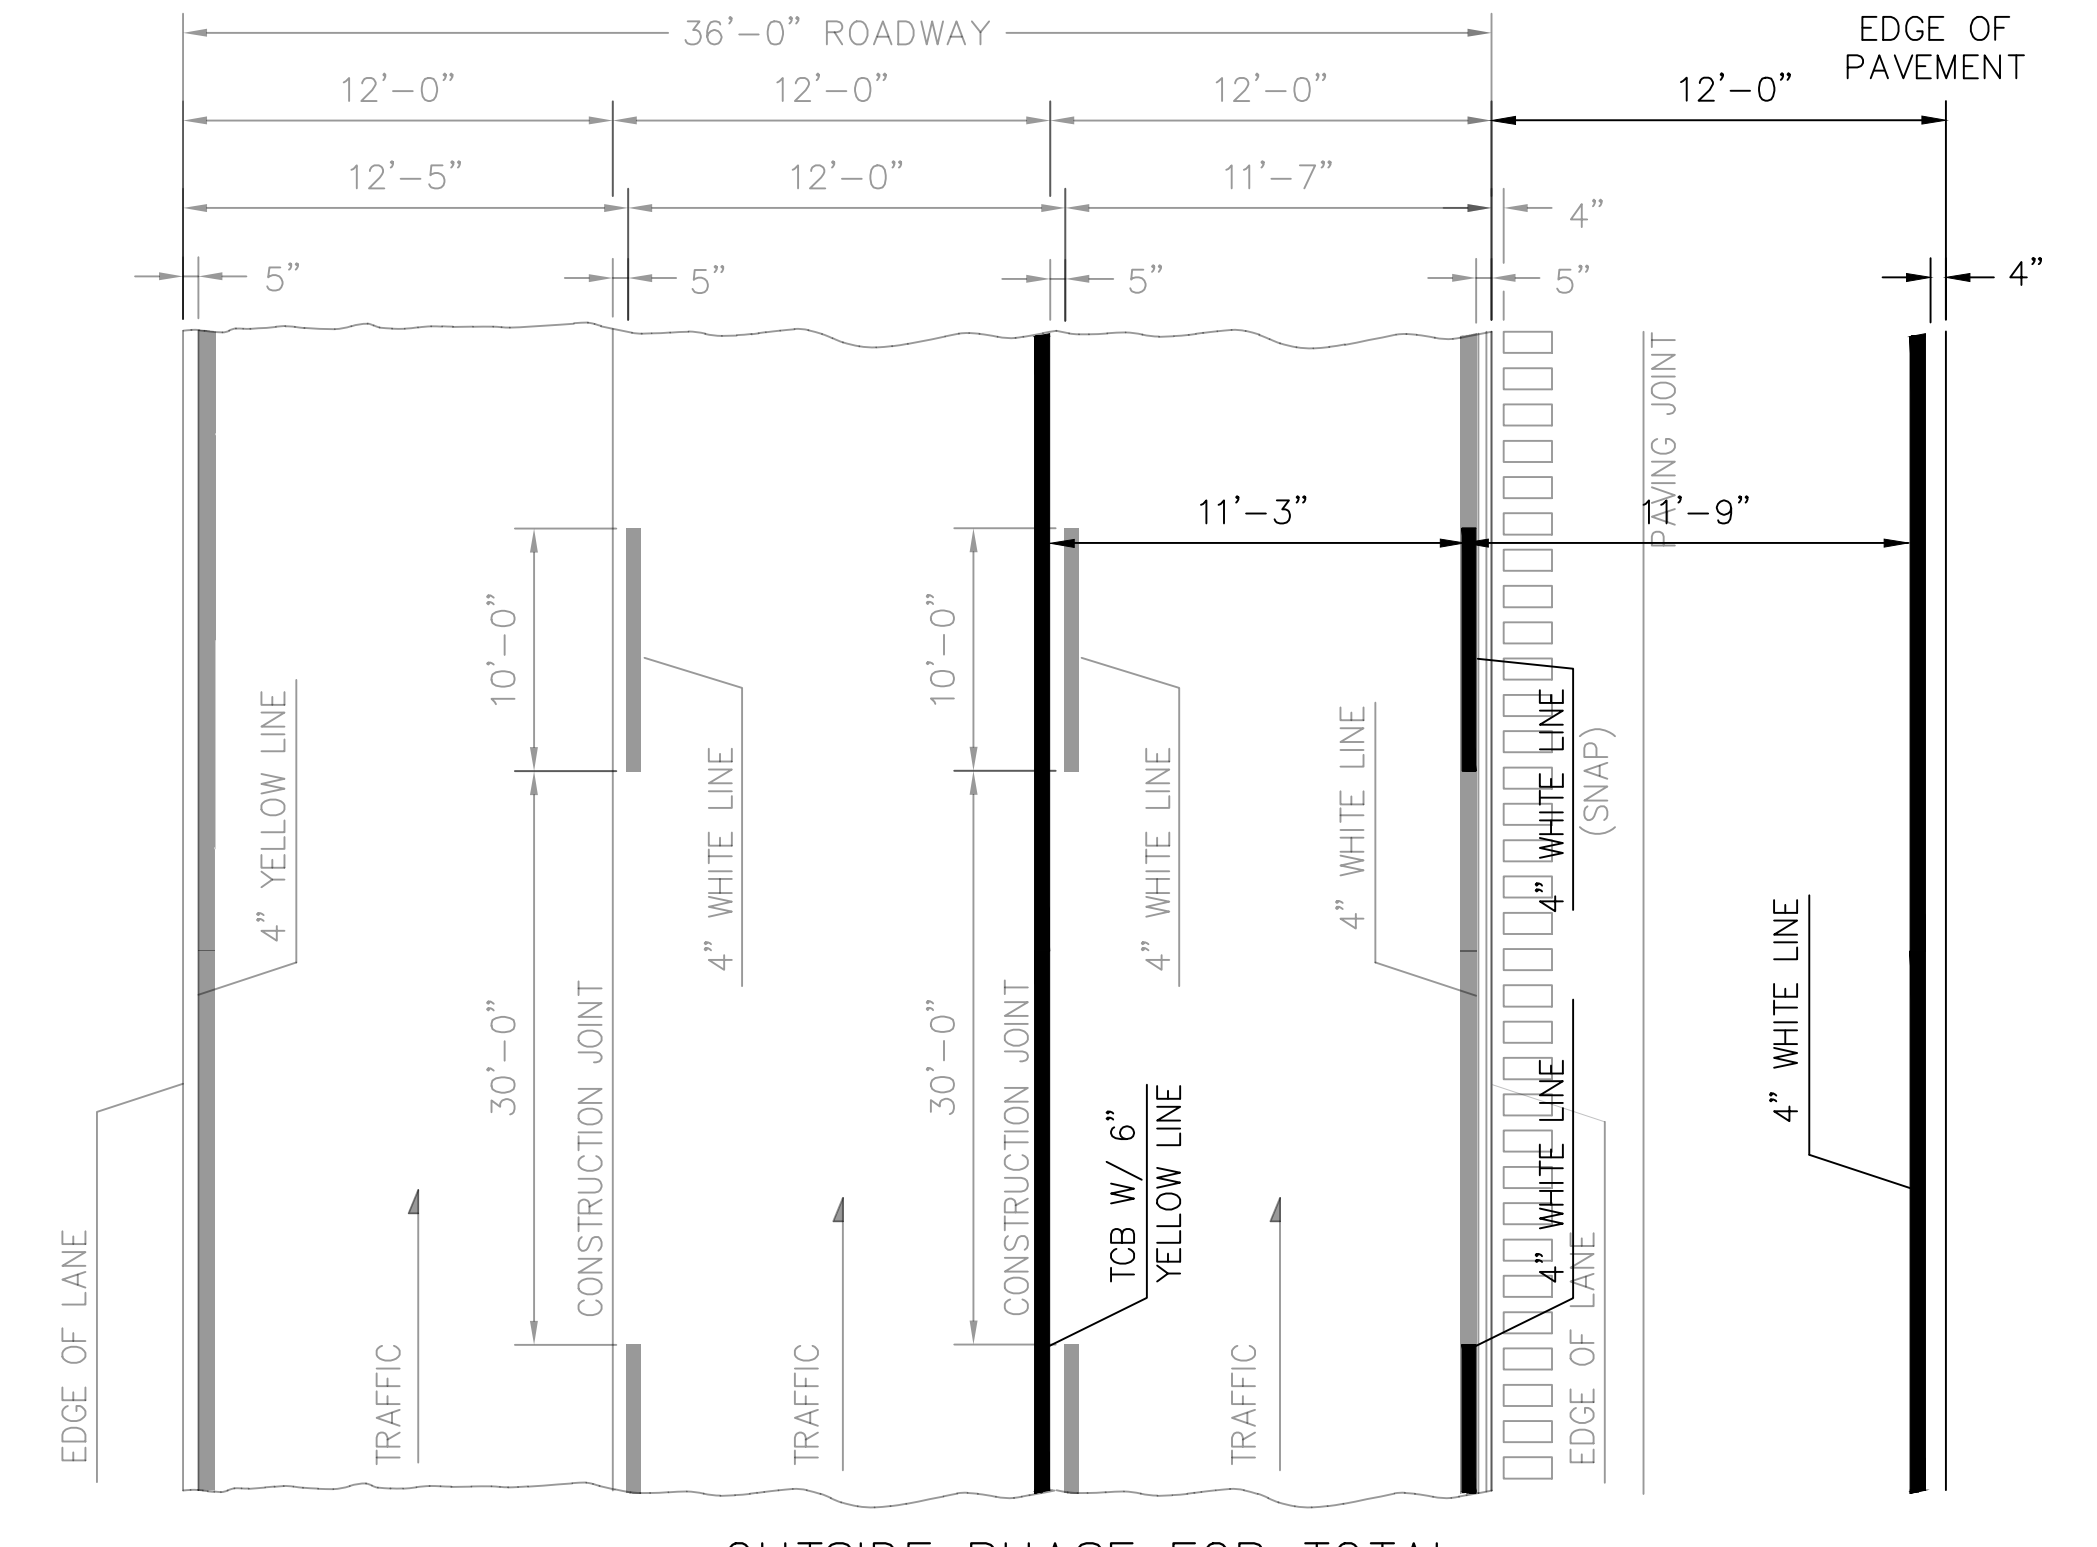 36'-0" ROADWAY
EDGE OF
PAVEMENT
12'-0"
12'-0"
12'-0"
12'-0"
12'-5"
12'-0"
11'-7"
4"
5"
5"
5"
5"
4"
PAVING JOINT
11'-3"
11'-9"
10'-0"
10'-0"
4" YELLOW LINE
4" WHITE LINE
4" WHITE LINE
4" WHITE LINE
4" WHITE LINE
(SNAP)
4" WHITE LINE
30'-0"
CONSTRUCTION JOINT
30'-0"
CONSTRUCTION JOINT
TCB W/ 6"
YELLOW LINE
4" WHITE LINE
EDGE OF LANE
TRAFFIC
TRAFFIC
TRAFFIC
EDGE OF LANE
OUTSIDE PHASE FOR TOTAL